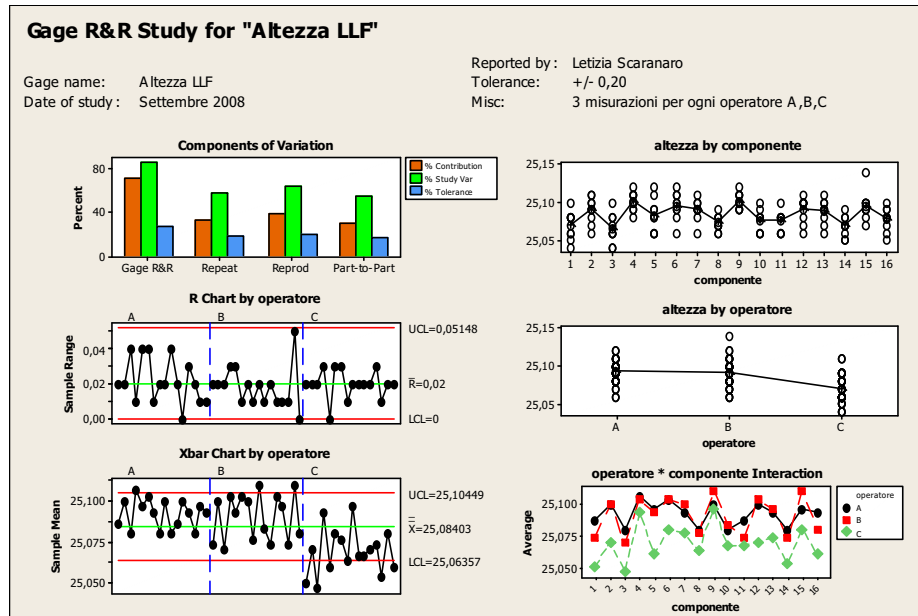 Gage R&R Study for "Altezza LLF"
Reported by : Letizia Scaranaro
Gage name: Altezza LLF
Tolerance: +/- 0,20
Date of study : Settembre 2008
Misc: 3 misurazioni per ogni operatore A,B,C
Components of Variation
80
40
0
Percent
Gage R&R Repeat Reprod Part-to-Part
% Contribution
% Study Var
% Tolerance
altezza by componente
25,15
25,10
25,05
1 2 3 4 5 6 7 8 9 10 11 12 13 14 15 16
componente
R Chart by operatore
A B C
0,04
0,02
0,00
Sample Range
UCL=0,05148
R=0,02
LCL=0
altezza by operatore
25,15
25,10
25,05
A B C
operatore
Xbar Chart by operatore
A B C
25,100
25,075
25,050
Sample Mean
UCL=25,10449
X=25,08403
LCL=25,06357
operatore * componente Interaction
25,100
25,075
25,050
Average
1 2 3 4 5 6 7 8 9 10 11 12 13 14 15 16
componente
operatore
A
B
C